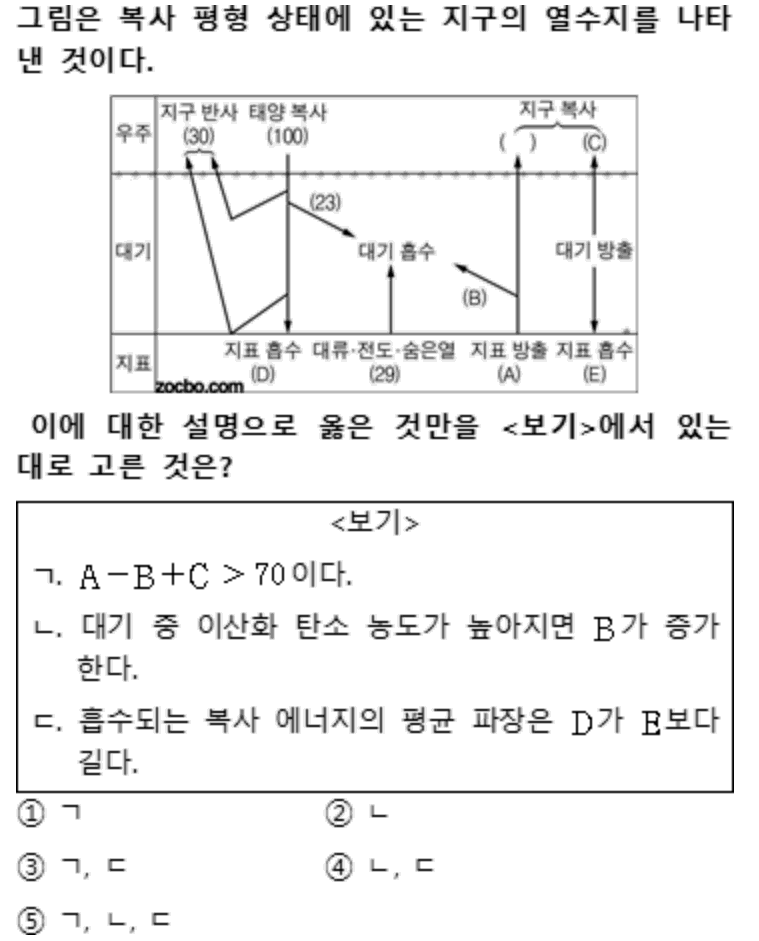 그림은 복사 평형 상태에 있는 지구의 열수지를 나타
낸 것이다.
지구 반사 태양 복사 지구 복사
우주 (30) (100) ( ) (C)
(23)
대기 대기 흡수 대기 방출
(B)
지표 흡수 대류·전도·숨은열 지표 방출 지표 흡수
지표 (D) (29) (A) (E)
zocbo.com
이에 대한 설명으로 옳은 것만을 <보기>에서 있는
대로 고른 것은?
<보기>
ㄱ. A-B+C > 70이다.
ㄴ. 대기 중 이산화 탄소 농도가 높아지면 B가 증가
한다.
ㄷ. 흡수되는 복사 에너지의 평균 파장은 D가 E보다
길다.
① ㄱ ② ㄴ
③ ㄱ, ㄷ ④ ㄴ, ㄷ
⑤ ㄱ, ㄴ, ㄷ